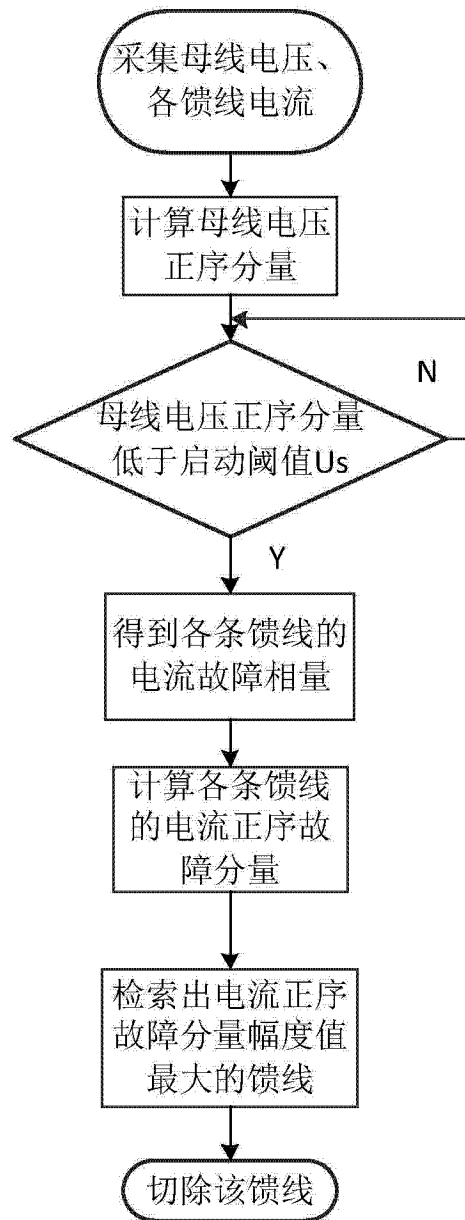 采集母线电压、
各馈线电流
计算母线电压
正序分量
N
母线电压正序分量
低于启动阈值Us
Y
得到各条馈线的
电流故障相量
计算各条馈线
的电流正序故
障分量
检索出电流正序
故障分量幅度值
最大的馈线
切除该馈线